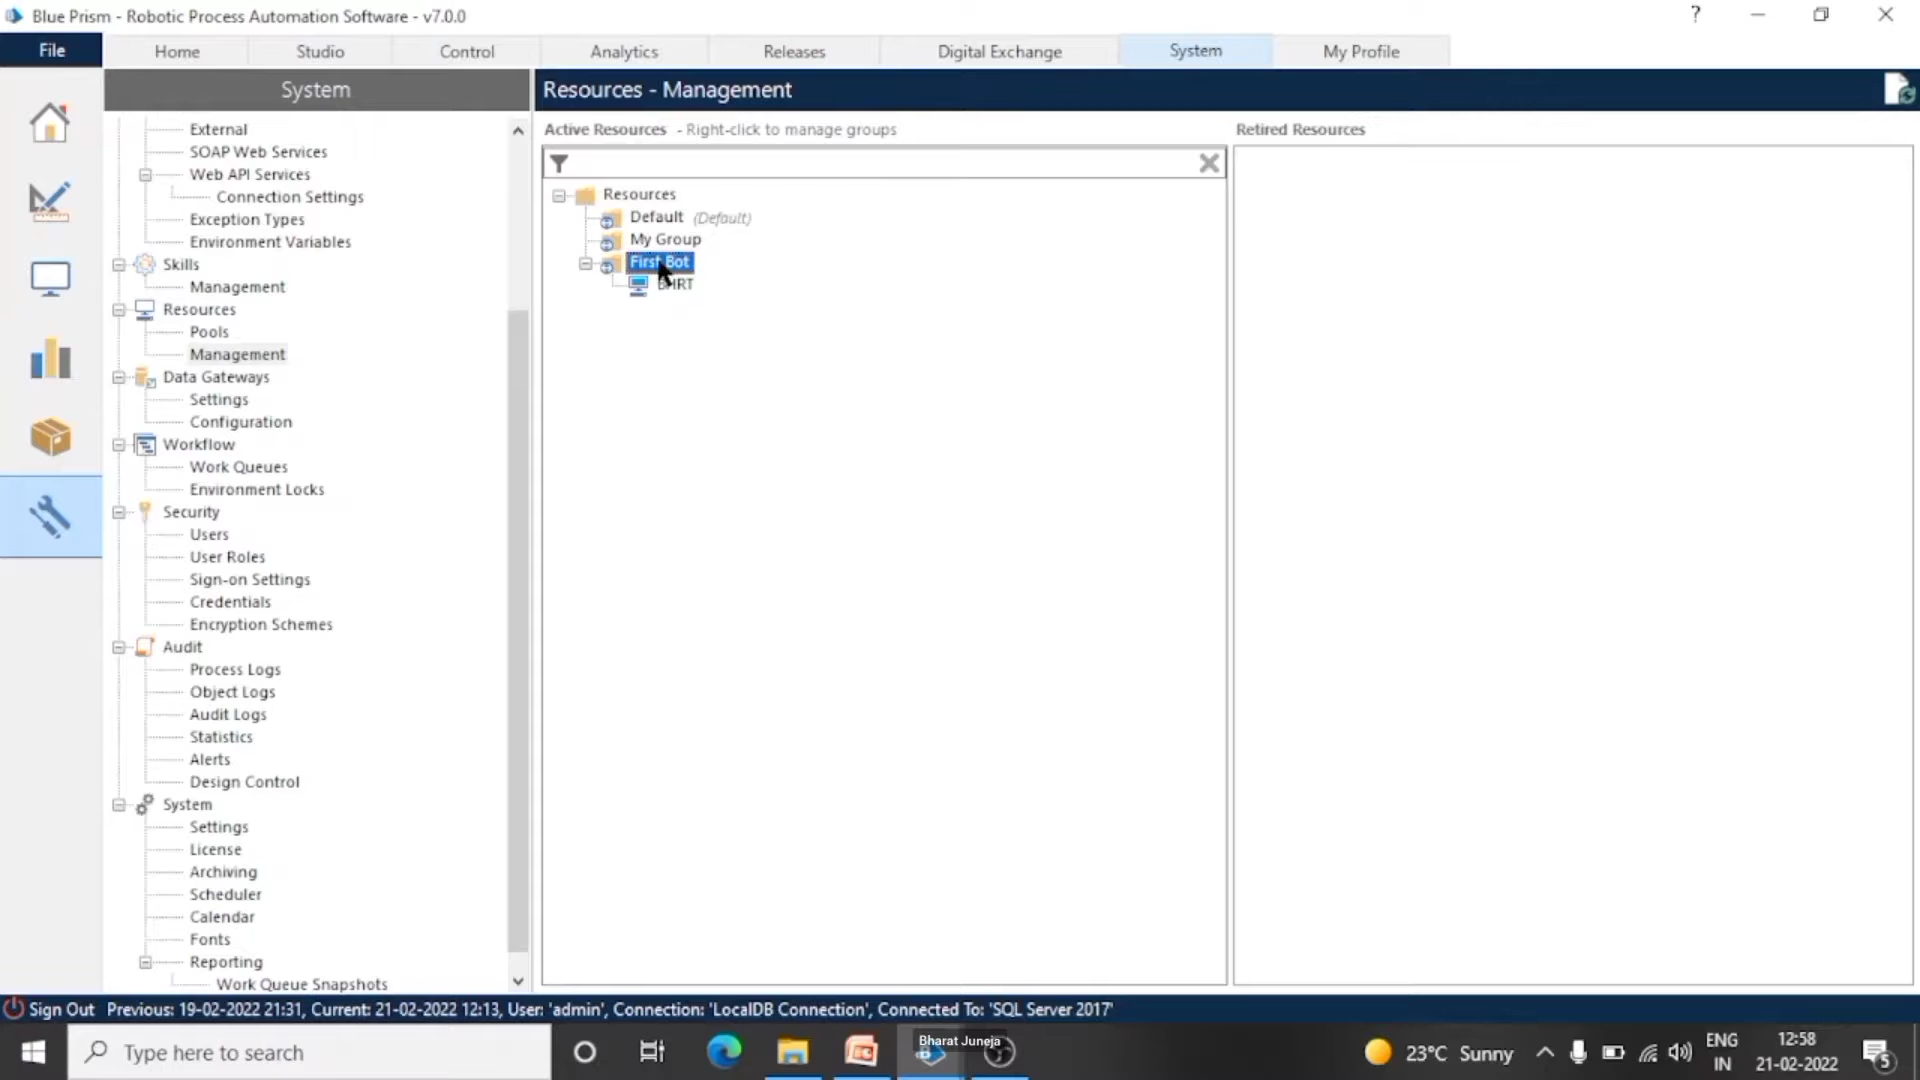 Blue Prism - Robotic Process Automation Software - v7.0.0
?
File
Home
Studio
Control
Analytics
Releases
Digital Exchange
System
My Profile
System
External
SOAP Web Services
Web API Services
Connection Settings
Exception Types
Environment Variables
Skills
Management
Resources
Pools
Management
Data Gateways
Settings
Configuration
Workflow
Work Queues
Environment Locks
Security
Users
User Roles
Sign-on Settings
Credentials
Encryption Schemes
Audit
Process Logs
Object Logs
Audit Logs
Statistics
Alerts
Design Control
System
Settings
License
Archiving
Scheduler
Calendar
Fonts
Reporting
Work Queue Snapshots
Resources - Management
Active Resources - Right-click to manage groups
Resources
Default (Default)
My Group
First Bot
Retired Resources
Sign Out Previous: 19-02-2022 21:31, Current: 21-02-2022 12:13, User: 'admin', Connection: 'LocalDB Connection', Connected To: 'SQL Server 2017'
Type here to search
Bharat Juneja
23°C Sunny
ENG
IN
12:58
21-02-2022
5